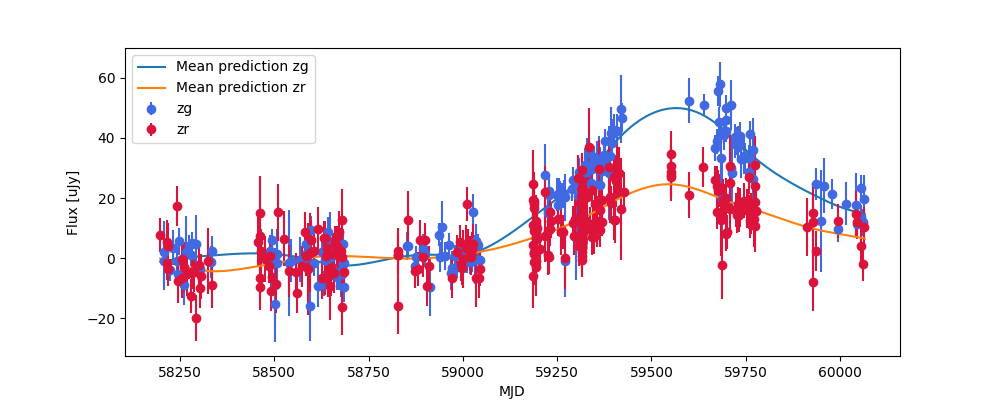 Mean prediction zg
Mean prediction zr
zg
zr
60
40
20
0
−20
Flux [uJy]
58250 58500 58750 59000 59250 59500 59750 60000
MJD